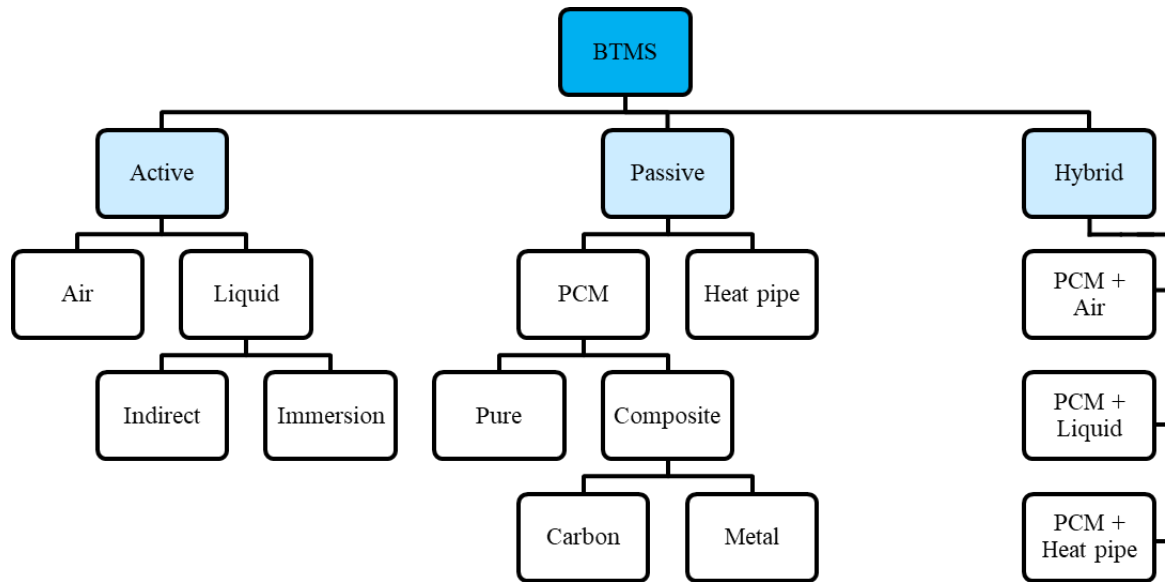 BTMS
Active
Passive
Hybrid
Air
Liquid
PCM
Heat pipe
PCM +
Air
Indirect
Immersion
Pure
Composite
PCM +
Liquid
Carbon
Metal
PCM +
Heat pipe